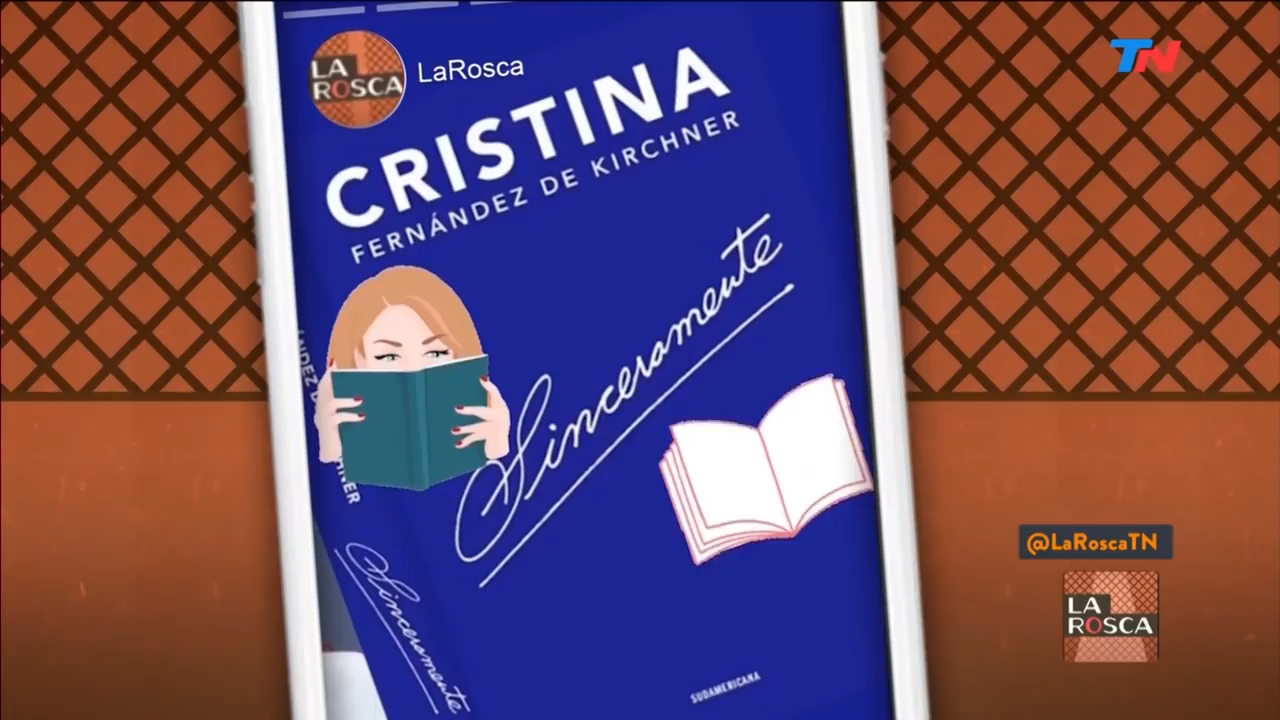 TN
LA
ROSCA
LaRosca
CRISTINA
FERNÁNDEZ DE KIRCHNER
Sinceramente
Sinceramente
SUDAMERICANA
@LaRoscaTN
LA
ROSCA